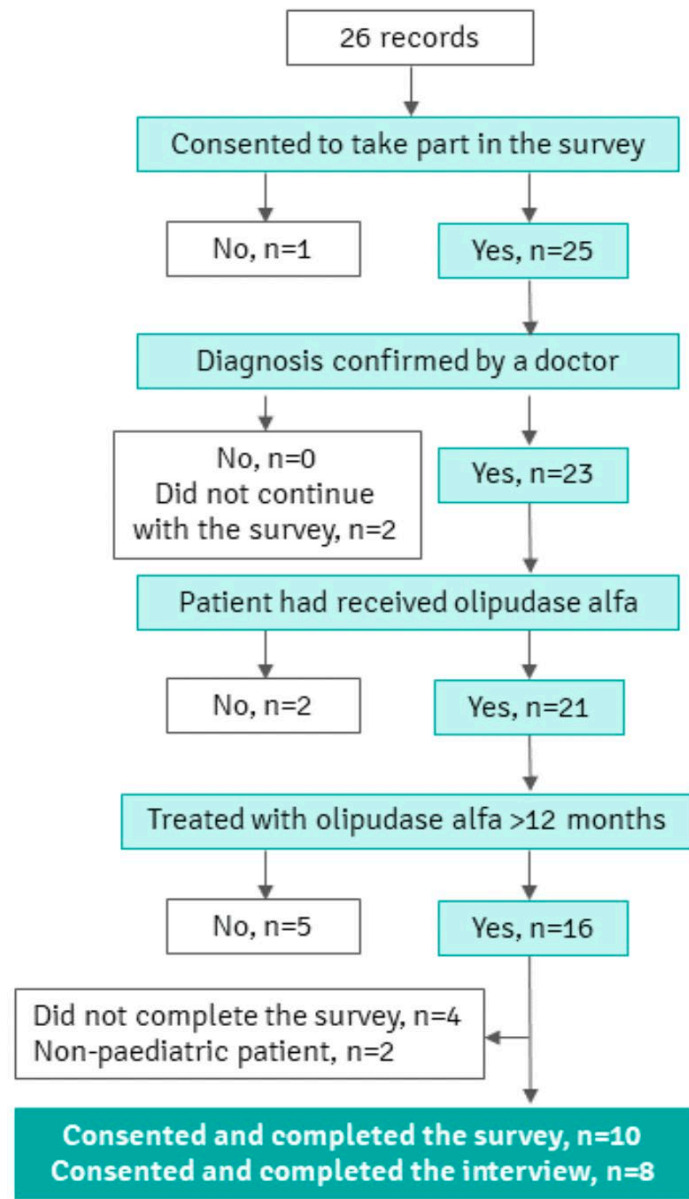 26 records
Consented to take part in the survey
No, n=1
Yes, n=25
Diagnosis confirmed by a doctor
No, n=0
Did not continue
with the survey, n=2
Yes, n=23
Patient had received olipudase alfa
No, n=2
Yes, n=21
Treated with olipudase alfa >12 months
No, n=5
Yes, n=16
Did not complete the survey, n=4
Non-paediatric patient, n=2
Consented and completed the survey, n=10
Consented and completed the interview, n=8